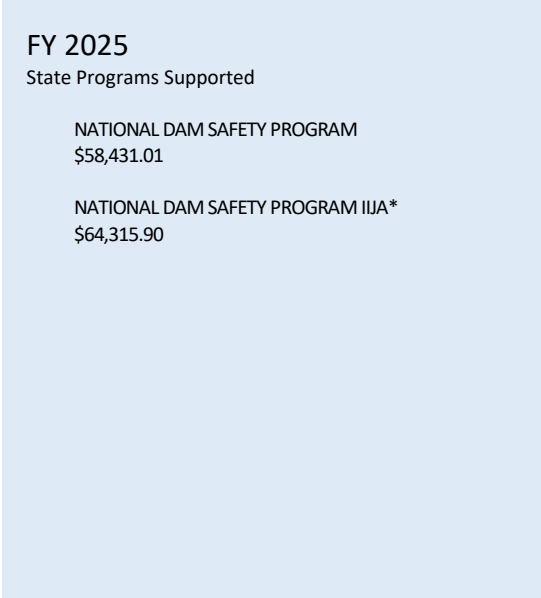 FY 2025
State Programs Supported
NATIONAL DAM SAFETY PROGRAM
$58,431.01
NATIONAL DAM SAFETY PROGRAM IIJA*
$64,315.90